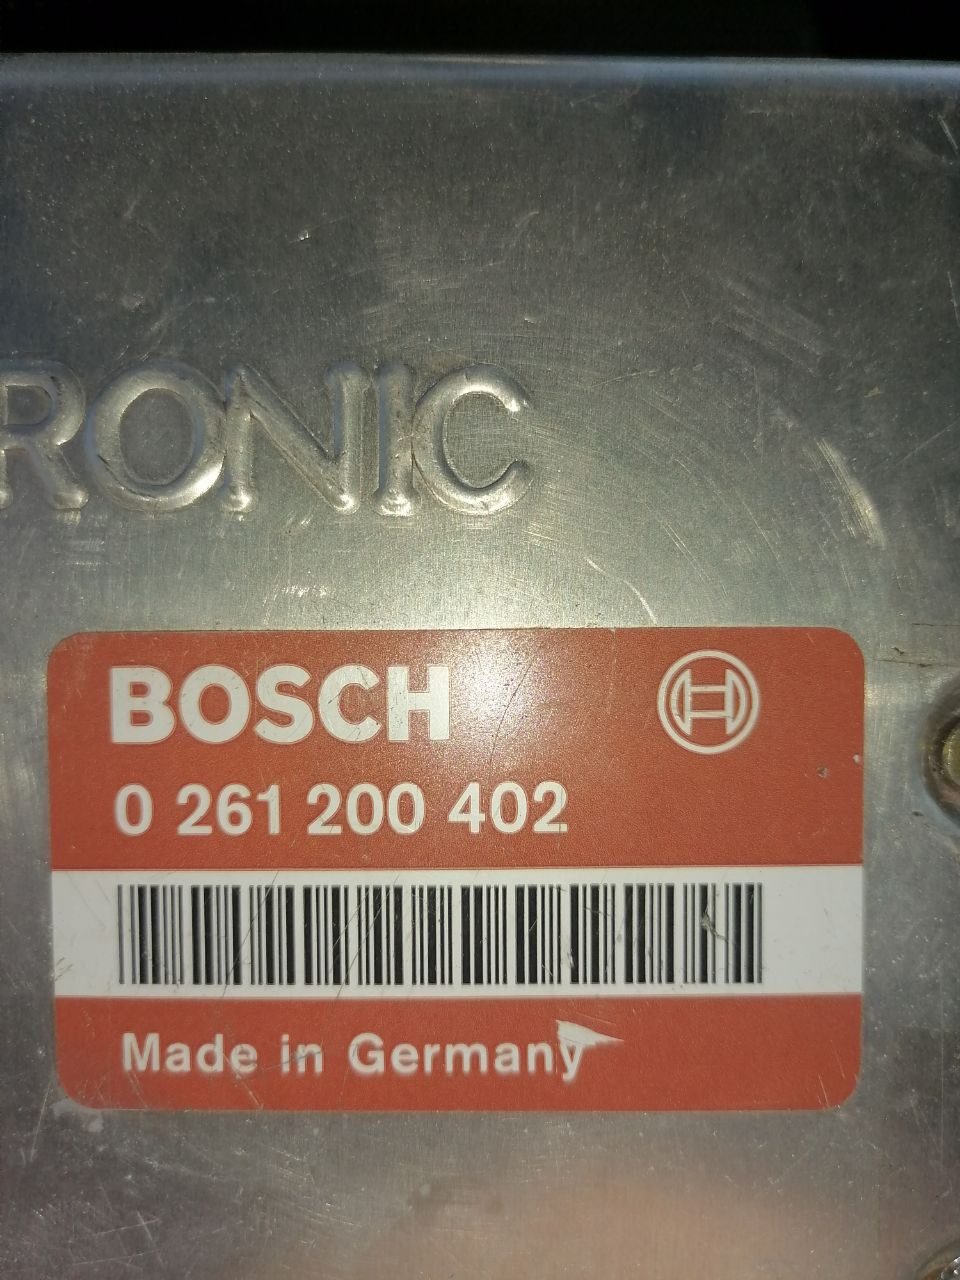 RONIC
BOSCH
0 261 200 402
Made in Germany